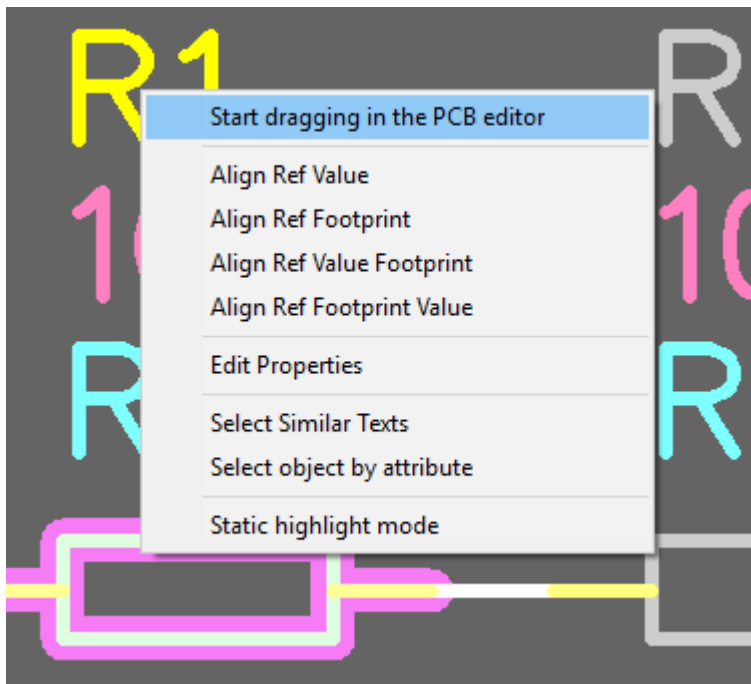 R1
R
Start dragging in the PCB editor
Align Ref Value
10
Align Ref Footprint
Align Ref Value Footprint
Align Ref Footprint Value
Edit Properties
R
R
Select Similar Texts
Select object by attribute
Static highlight mode